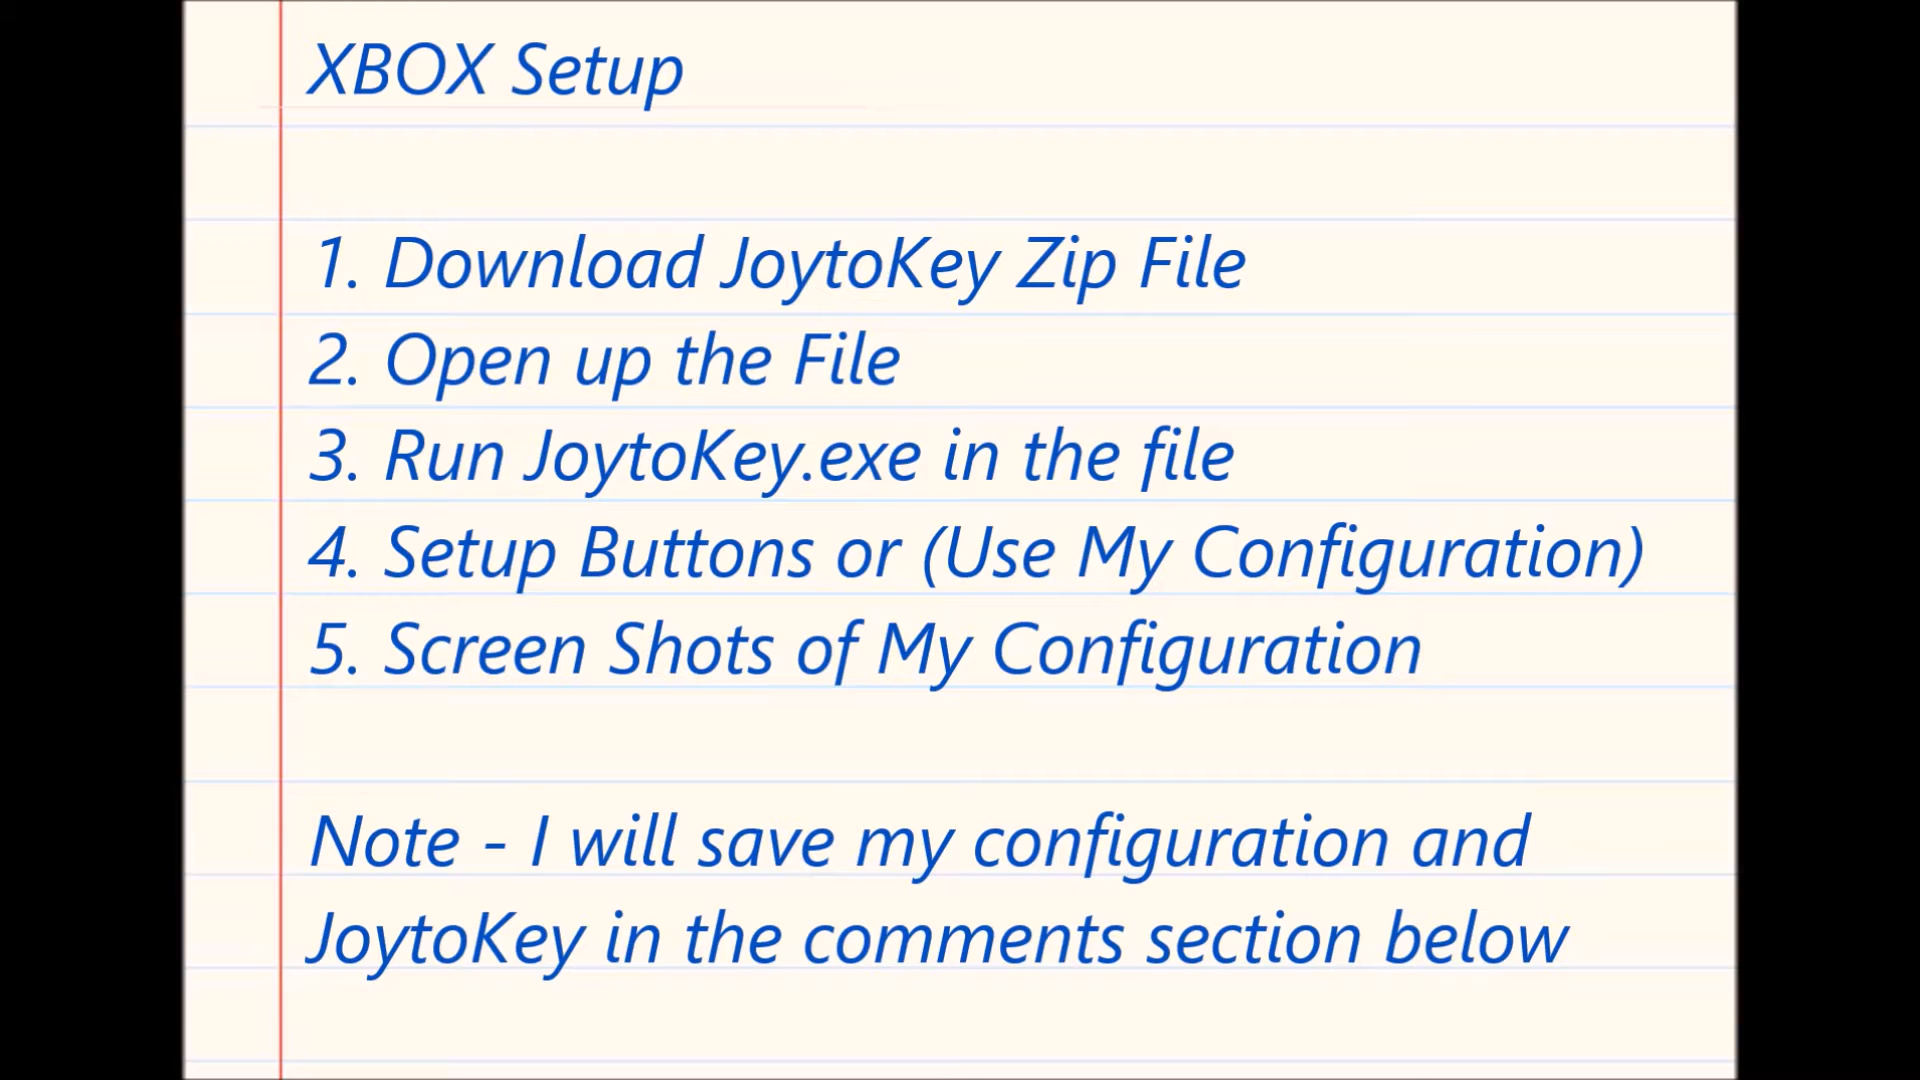 XBOX Setup
1. Download JoytoKey Zip File
2. Open up the File
3. Run JoytoKey.exe in the file
4. Setup Buttons or (Use My Configuration)
5. Screen Shots of My Configuration
Note - I will save my configuration and
JoytoKey in the comments section below